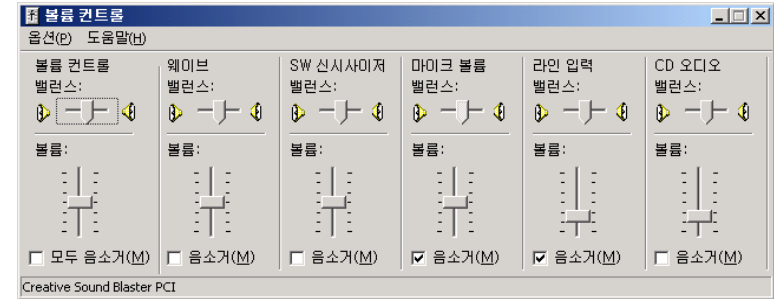 볼륨 컨트롤
옵션(P) 도움말(H)
볼륨 컨트롤 웨이브 SW 신시사이저 마이크 볼륨 라인 입력 CD 오디오
밸런스: 밸런스: 밸런스: 밸런스: 밸런스: 밸런스:
볼륨: 볼륨: 볼륨: 볼륨: 볼륨: 볼륨:
모두 음소거(M) 음소거(M) 음소거(M) 음소거(M) 음소거(M) 음소거(M)
Creative Sound Blaster PCI